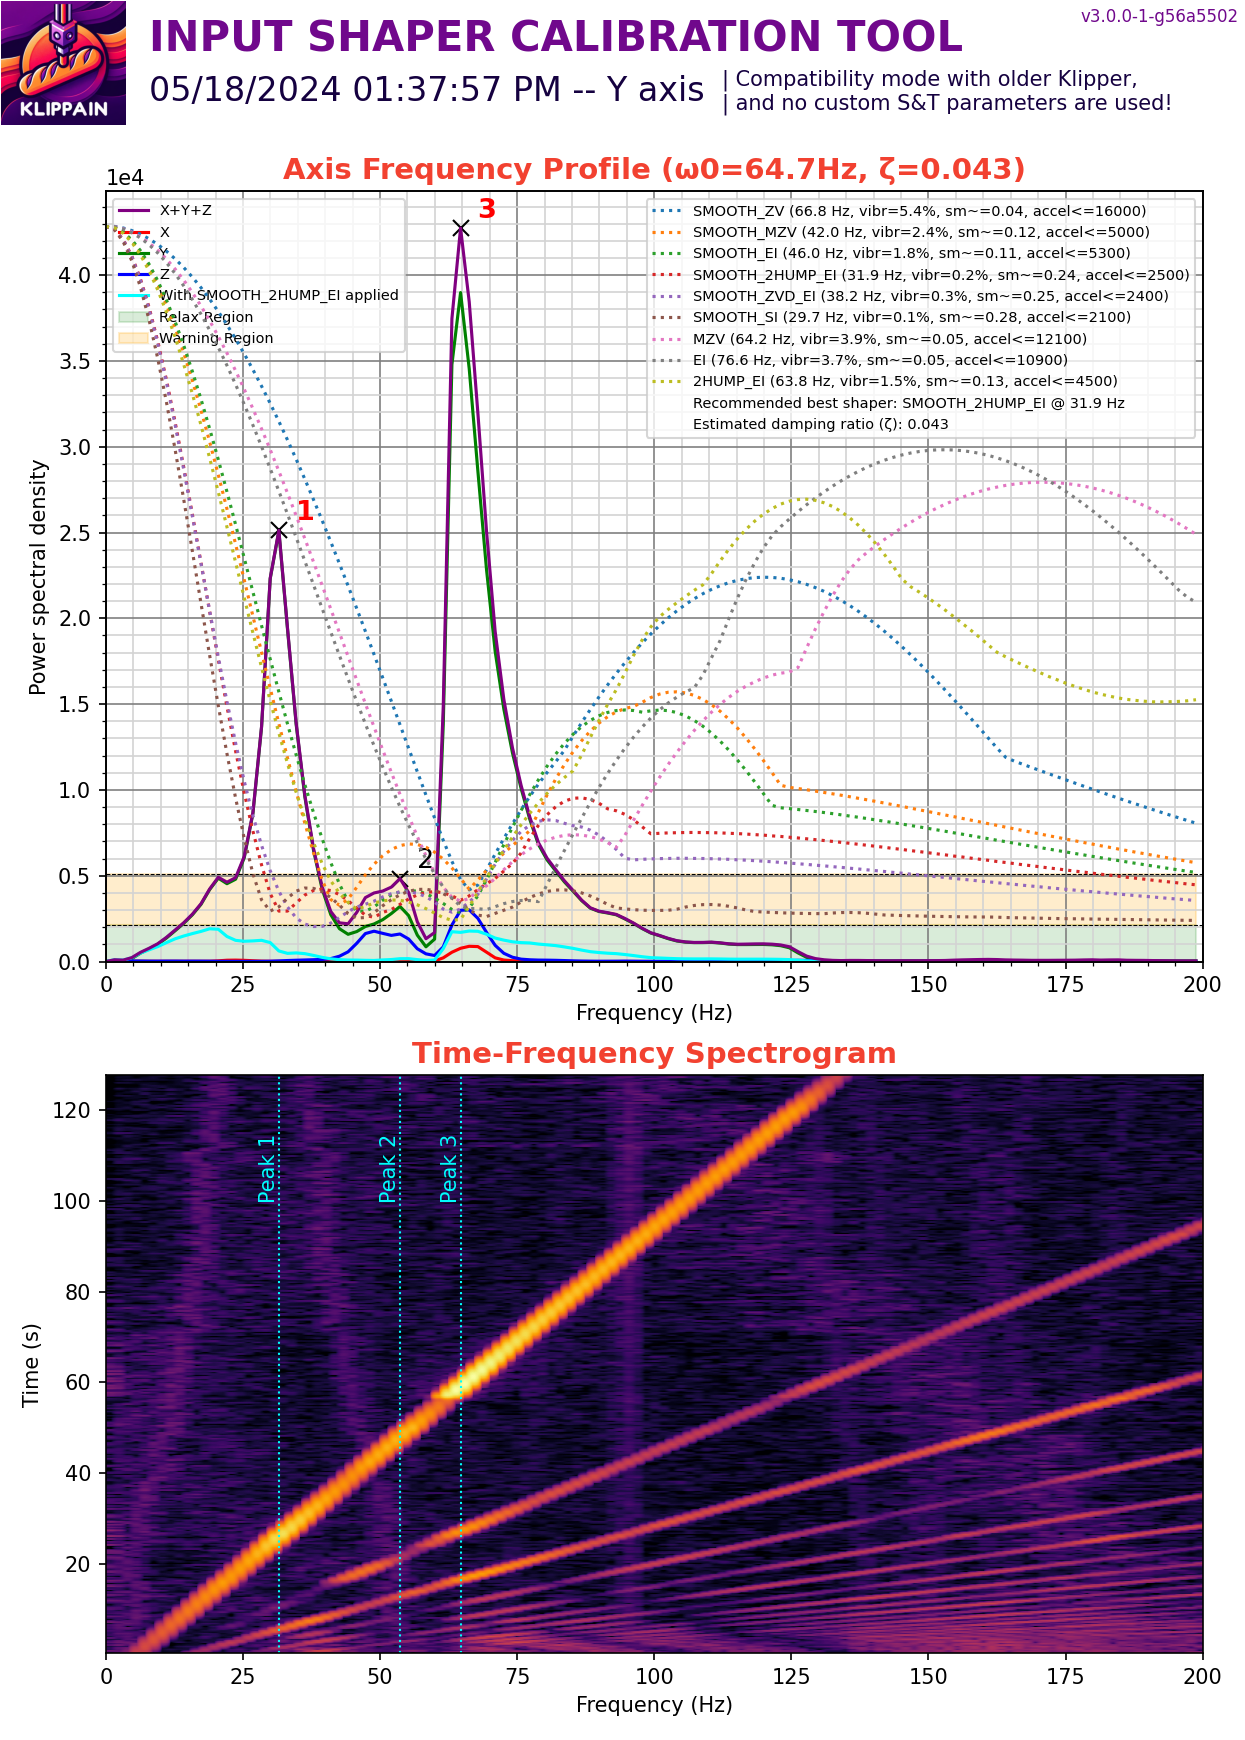 v3.0.0-1-g56a5502
INPUT SHAPER CALIBRATION TOOL
KLIPPAIN
05/18/2024 01:37:57 PM -- Y axis
| Compatibility mode with older Klipper,
| and no custom S&T parameters are used!
Axis Frequency Profile (ω0=64.7Hz, ζ=0.043)
1e4
X+Y+Z
X
Y
Z
With SMOOTH_2HUMP_EI applied
Relax Region
Warning Region
SMOOTH_ZV (66.8 Hz, vibr=5.4%, sm~=0.04, accel<=16000)
SMOOTH_MZV (42.0 Hz, vibr=2.4%, sm~=0.12, accel<=5000)
SMOOTH_EI (46.0 Hz, vibr=1.8%, sm~=0.11, accel<=5300)
SMOOTH_2HUMP_EI (31.9 Hz, vibr=0.2%, sm~=0.24, accel<=2500)
SMOOTH_ZVD_EI (38.2 Hz, vibr=0.3%, sm~=0.25, accel<=2400)
SMOOTH_SI (29.7 Hz, vibr=0.1%, sm~=0.28, accel<=2100)
MZV (64.2 Hz, vibr=3.9%, sm~=0.05, accel<=12100)
EI (76.6 Hz, vibr=3.7%, sm~=0.05, accel<=10900)
2HUMP_EI (63.8 Hz, vibr=1.5%, sm~=0.13, accel<=4500)
Recommended best shaper: SMOOTH_2HUMP_EI @ 31.9 Hz
Estimated damping ratio (ζ): 0.043
3
1
2
Power spectral density
4.0
3.5
3.0
2.5
2.0
1.5
1.0
0.5
0.0
0 25 50 75 100 125 150 175 200
Frequency (Hz)
Time-Frequency Spectrogram
Peak 1
Peak 2
Peak 3
Time (s)
120
100
80
60
40
20
0 25 50 75 100 125 150 175 200
Frequency (Hz)